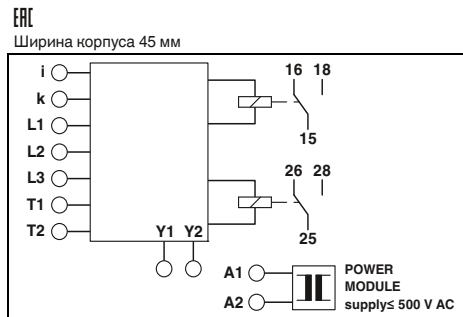 EAC
Ширина корпуса 45 мм
i
k
L1
L2
L3
T1
T2
Y1 Y2
16 18
15
26 28
25
A1
A2
POWER
MODULE
supply≤ 500 V AC